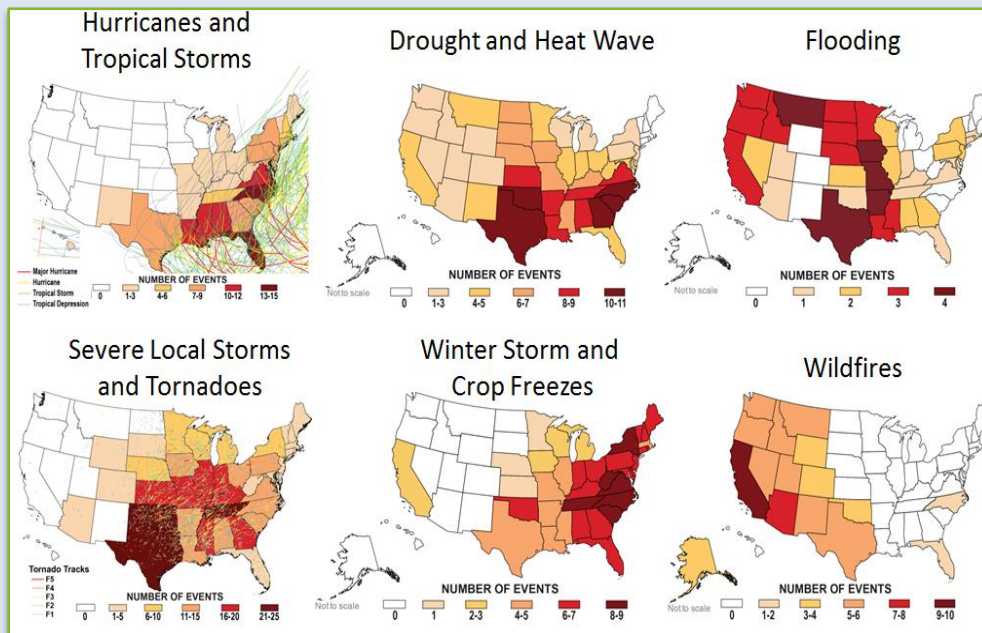 Hurricanes and
Tropical Storms
Major Hurricane
Hurricane
Tropical Storm
Tropical Depression
NUMBER OF EVENTS
0 1-3 4-6 7-9 10-12 13-15
Drought and Heat Wave
Not to scale
NUMBER OF EVENTS
0 1-3 4-5 6-7 8-9 10-11
Flooding
Not to scale
NUMBER OF EVENTS
0 1 2 3 4
Severe Local Storms
and Tornadoes
Tornado Tracks
F5
F4
F3
F2
F1
NUMBER OF EVENTS
0 1-5 6-10 11-15 16-20 21-25
Winter Storm and
Crop Freezes
Not to scale
NUMBER OF EVENTS
0 1 2-3 4-5 6-7 8-9
Wildfires
Not to scale
NUMBER OF EVENTS
0 1-2 3-4 5-6 7-8 9-10